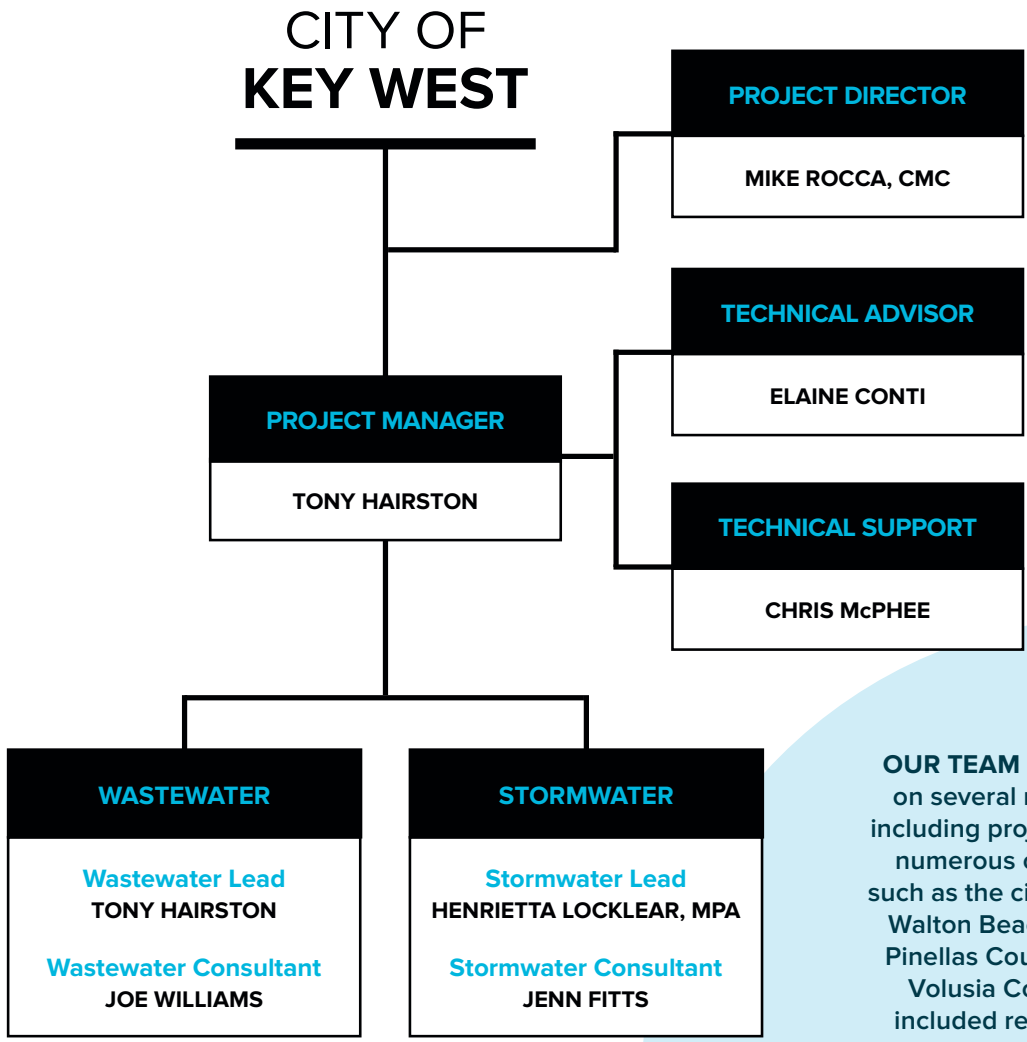 CITY OF
KEY WEST
PROJECT DIRECTOR
MIKE ROCCA, CMC
TECHNICAL ADVISOR
ELAINE CONTI
PROJECT MANAGER
TONY HAIRSTON
TECHNICAL SUPPORT
CHRIS McPHEE
WASTEWATER
Wastewater Lead
TONY HAIRSTON
Wastewater Consultant
JOE WILLIAMS
STORMWATER
Stormwater Lead
HENRIETTA LOCKLEAR, MPA
Stormwater Consultant
JENN FITTS
OUR TEAM
on several
including
numerous
such as the
Walton
Pinellas
Volusia
included